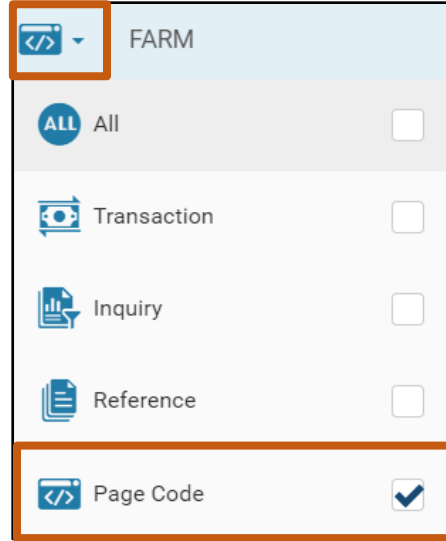 </> FARM
ALL All
Transaction
Inquiry
Reference
</> Page Code